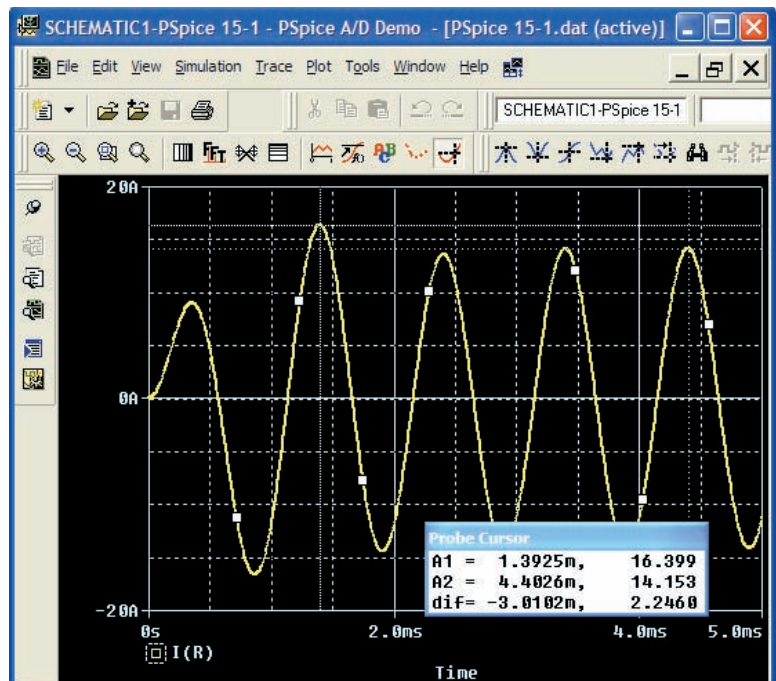 SCHEMATIC1-PSpice 15-1 - PSpice A/D Demo - [PSpice 15-1.dat (active)]
File Edit View Simulation Trace Plot Tools Window Help
SCHEMATIC1-PSpice 15-1
FFT
20A
0A
-20A
Probe Cursor
A1 = 1.3925m, 16.399
A2 = 4.4026m, 14.153
dif= -3.0102m, 2.2460
0s 2.0ms 4.0ms 5.0ms
I(R)
Time